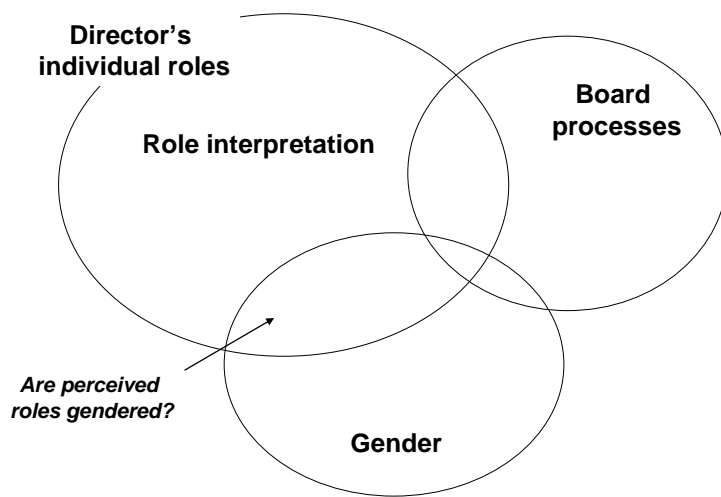 Director's
individual roles
Role interpretation
Board
processes
Are perceived
roles gendered?
Gender